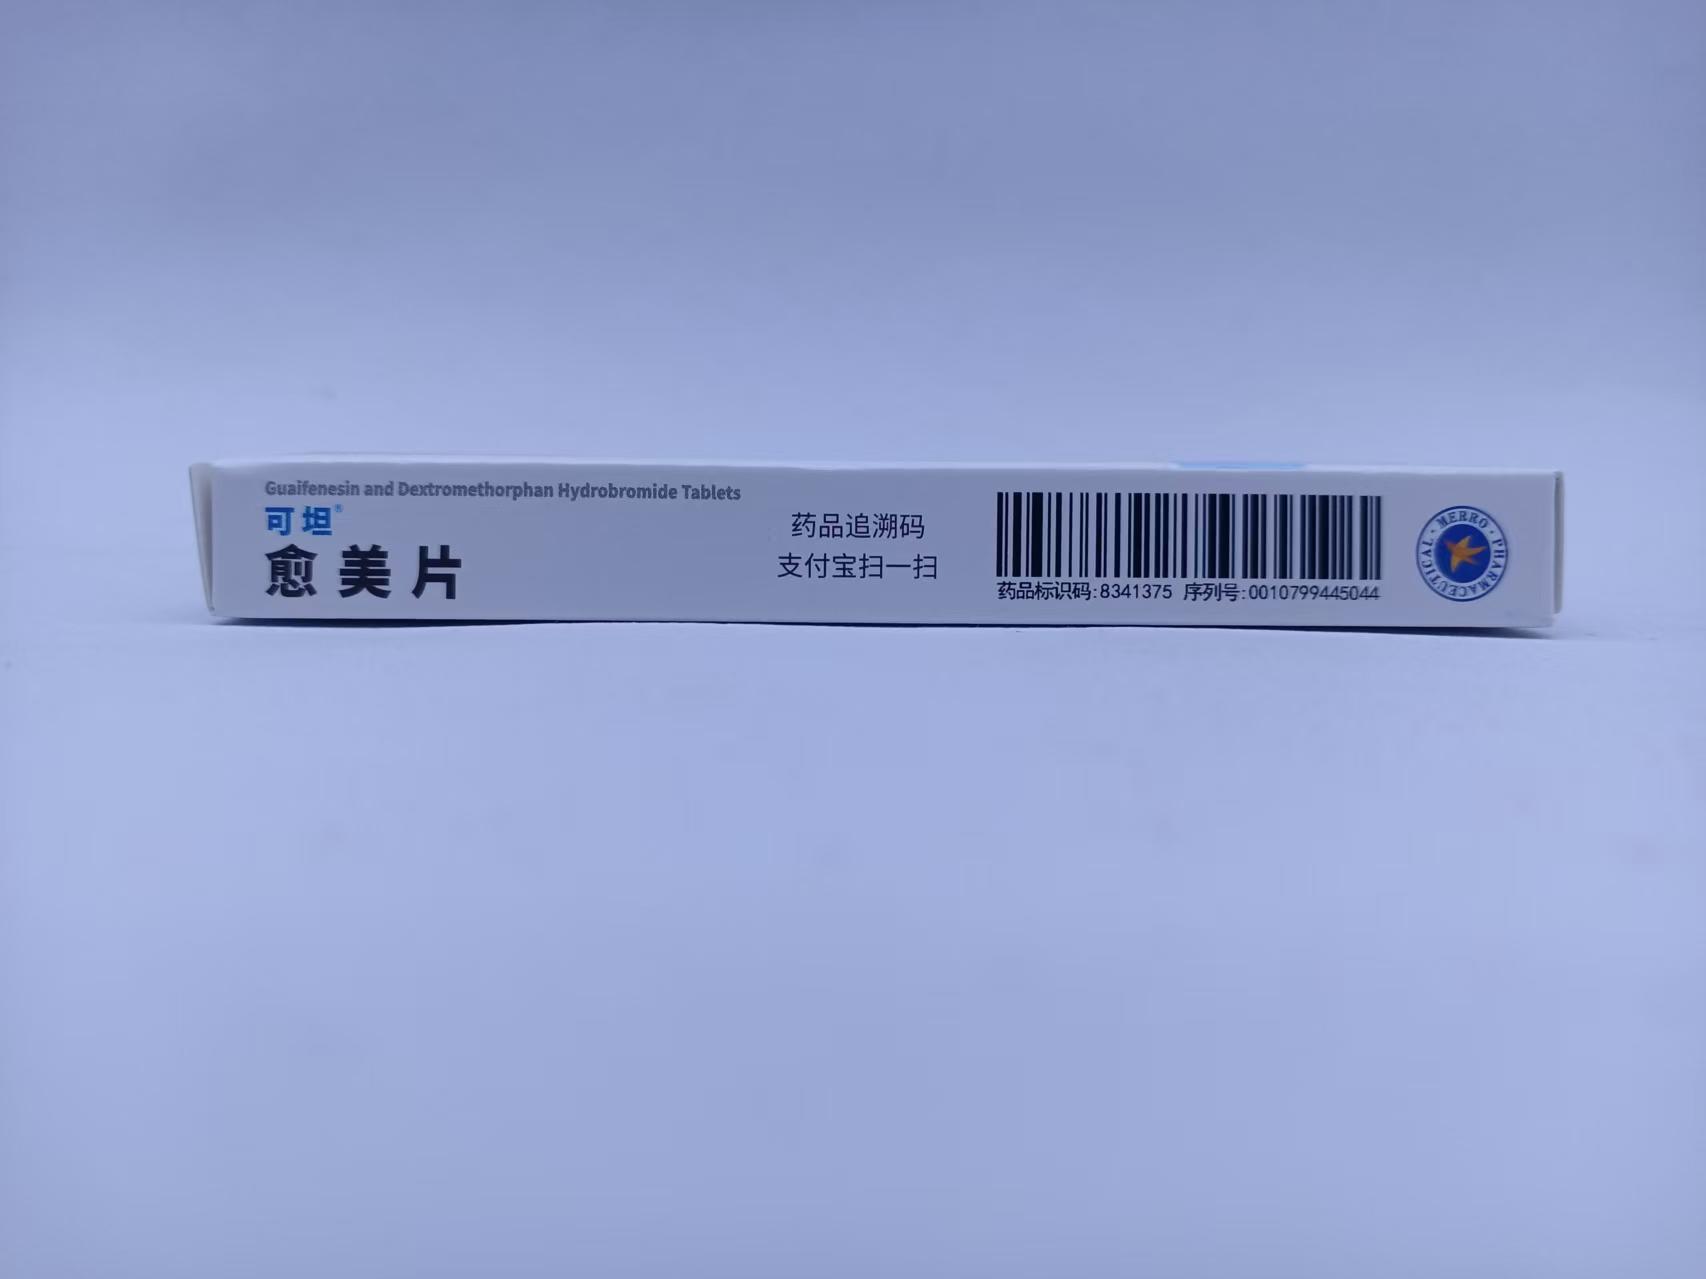 Guaifenesin and Dextromethorphan Hydrobromide Tablets
可坦®
愈美片
药品追溯码
支付宝扫一扫
药品标识码:8341375 序列号:0010799445044
·MERRO·PHARMACEUTICAL